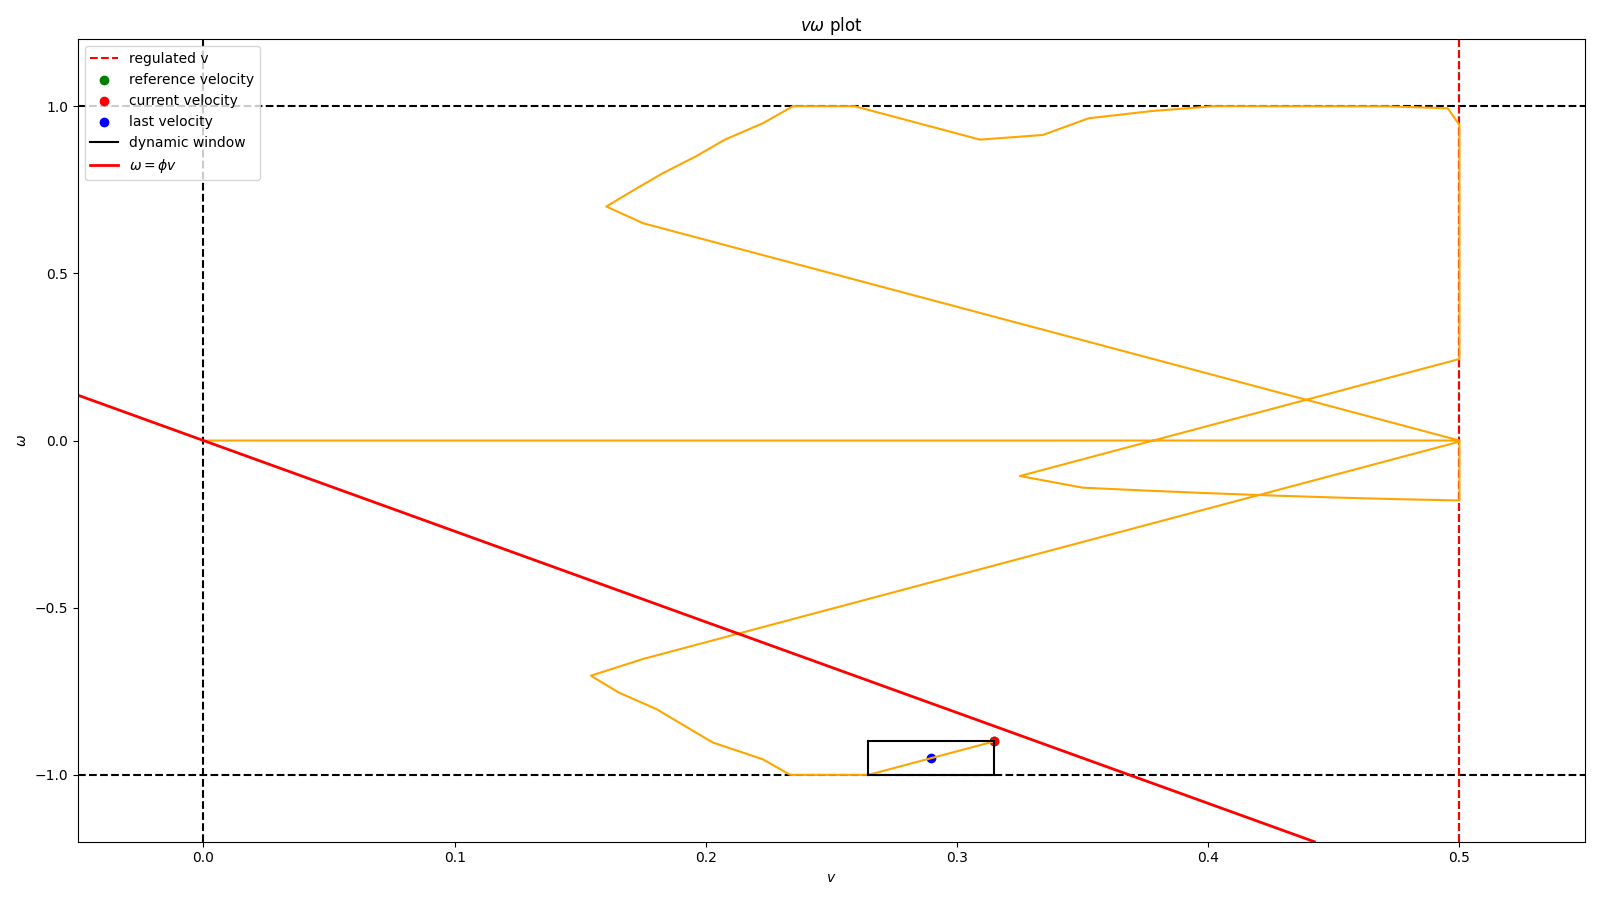 vω plot
regulated v
reference velocity
current velocity
last velocity
dynamic window
ω = ϕv
1.0
0.5
0.0
−0.5
−1.0
ω
0.0 0.1 0.2 0.3 0.4 0.5
v